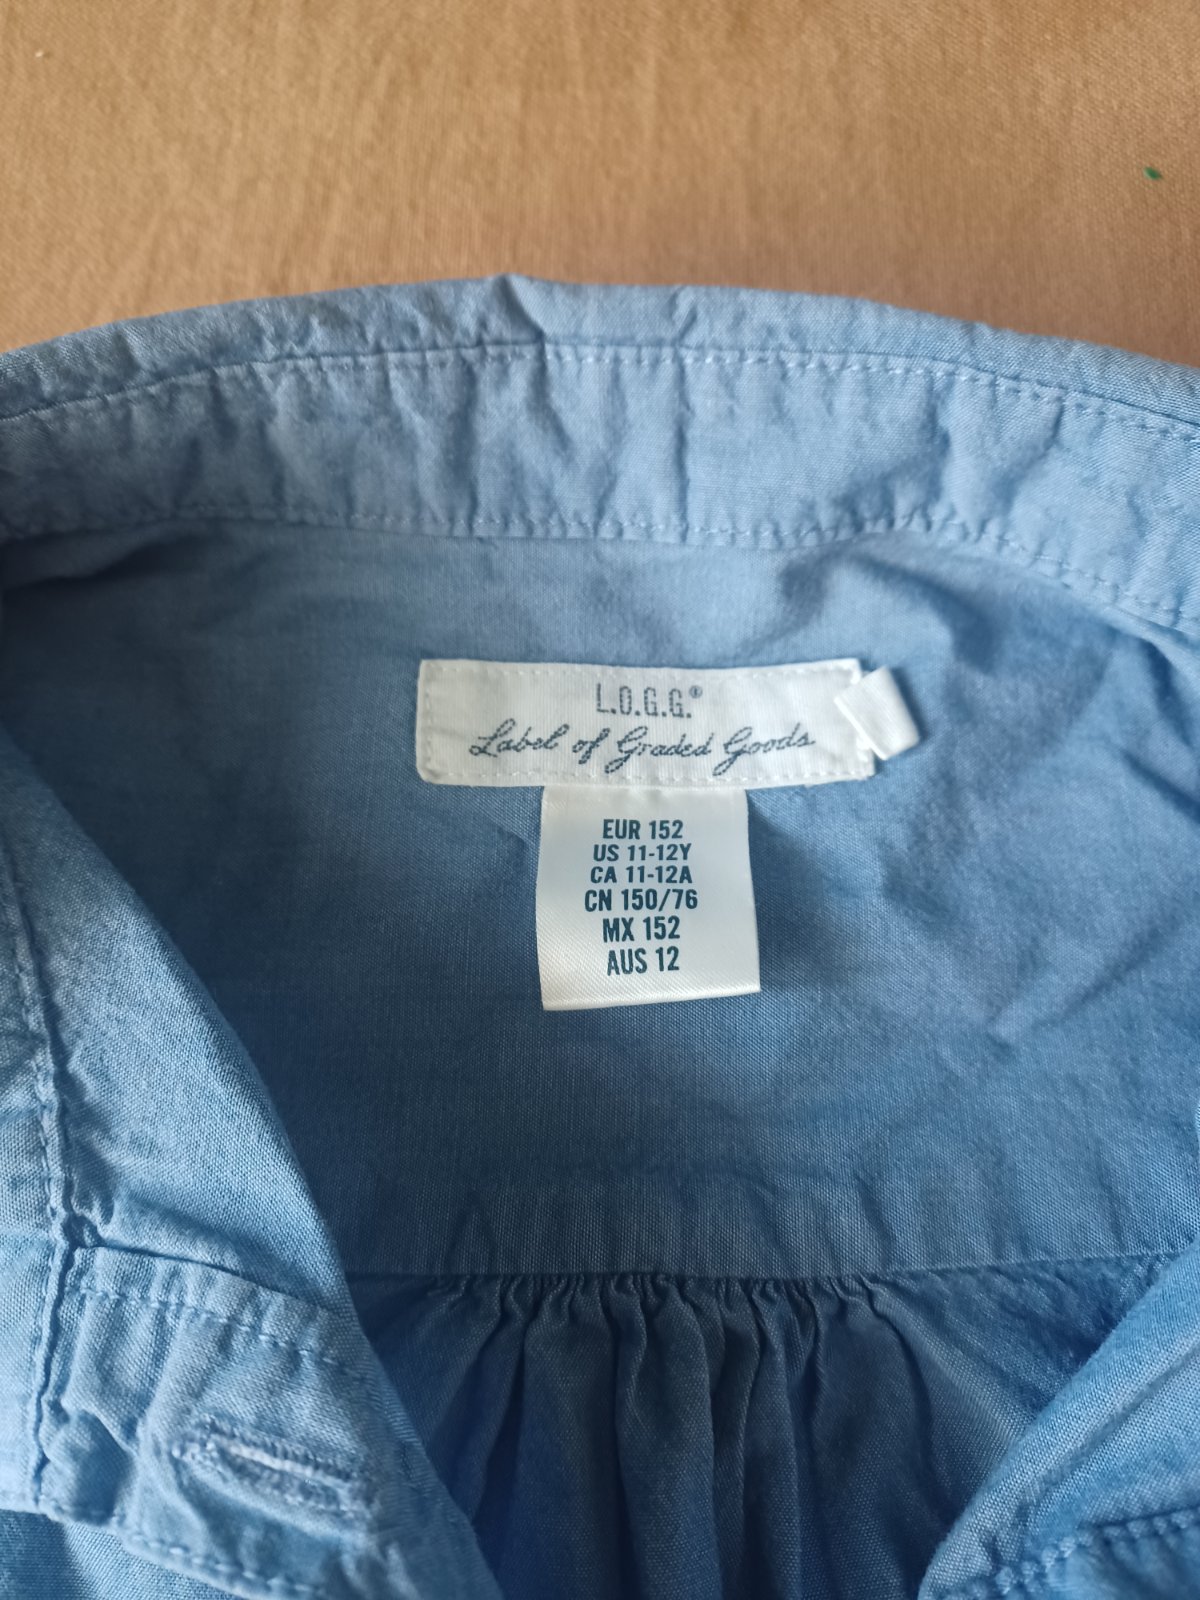 L.O.G.G.®
Label of Graded Goods
EUR 152
US 11-12Y
CA 11-12A
CN 150/76
MX 152
AUS 12